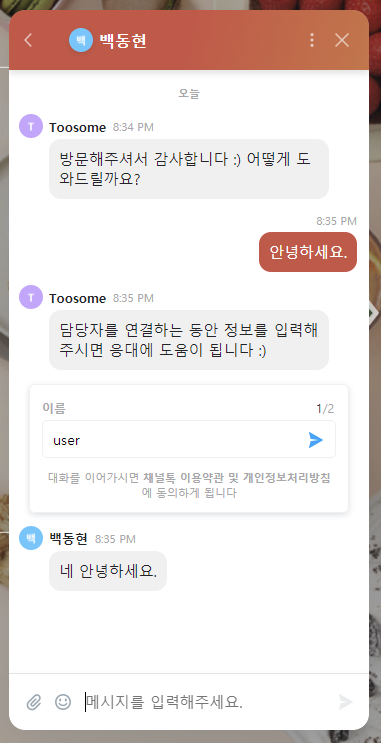 백 백동현
오늘
T Toosome 8:34 PM
방문해주셔서 감사합니다 :) 어떻게 도
와드릴까요?
8:35 PM
안녕하세요.
T Toosome 8:35 PM
담당자를 연결하는 동안 정보를 입력해
주시면 응대에 도움이 됩니다 :)
이름 1/2
user
대화를 이어가시면 채널톡 이용약관 및 개인정보처리방침
에 동의하게 됩니다
백 백동현 8:35 PM
네 안녕하세요.
메시지를 입력해주세요.